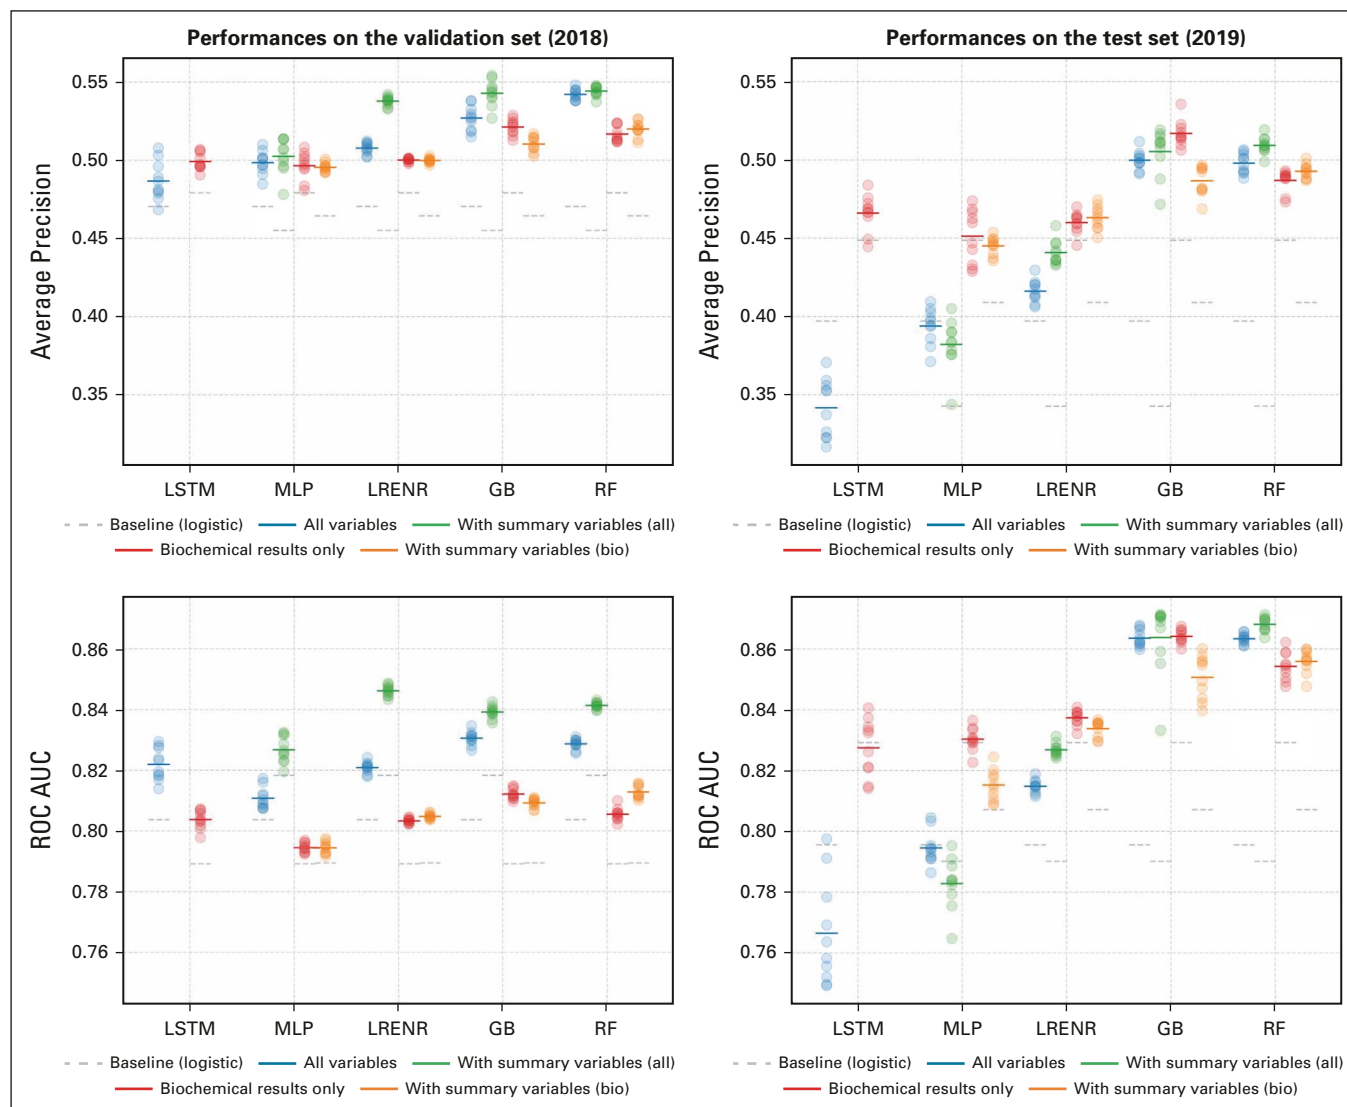 Performances on the validation set (2018)
Average Precision
0.55
0.50
0.45
0.40
0.35
LSTM MLP LRENR GB RF
Baseline (logistic) All variables With summary variables (all)
Biochemical results only With summary variables (bio)
Performances on the test set (2019)
Average Precision
0.55
0.50
0.45
0.40
0.35
LSTM MLP LRENR GB RF
Baseline (logistic) All variables With summary variables (all)
Biochemical results only With summary variables (bio)
ROC AUC
0.86
0.84
0.82
0.80
0.78
0.76
LSTM MLP LRENR GB RF
Baseline (logistic) All variables With summary variables (all)
Biochemical results only With summary variables (bio)
ROC AUC
0.86
0.84
0.82
0.80
0.78
0.76
LSTM MLP LRENR GB RF
Baseline (logistic) All variables With summary variables (all)
Biochemical results only With summary variables (bio)